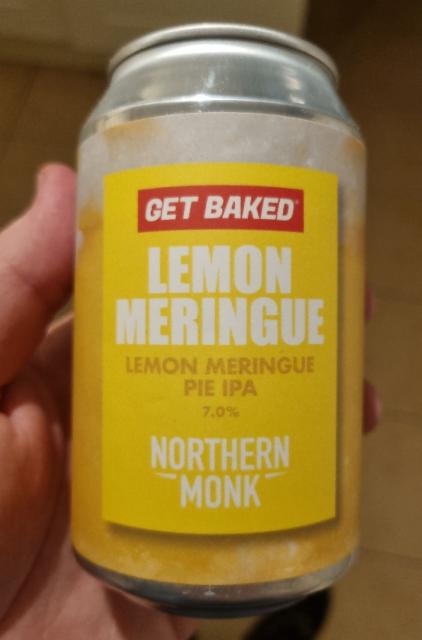 GET BAKED
LEMON
MERINGUE
LEMON MERINGUE
PIE IPA
7.0%
NORTHERN
MONK